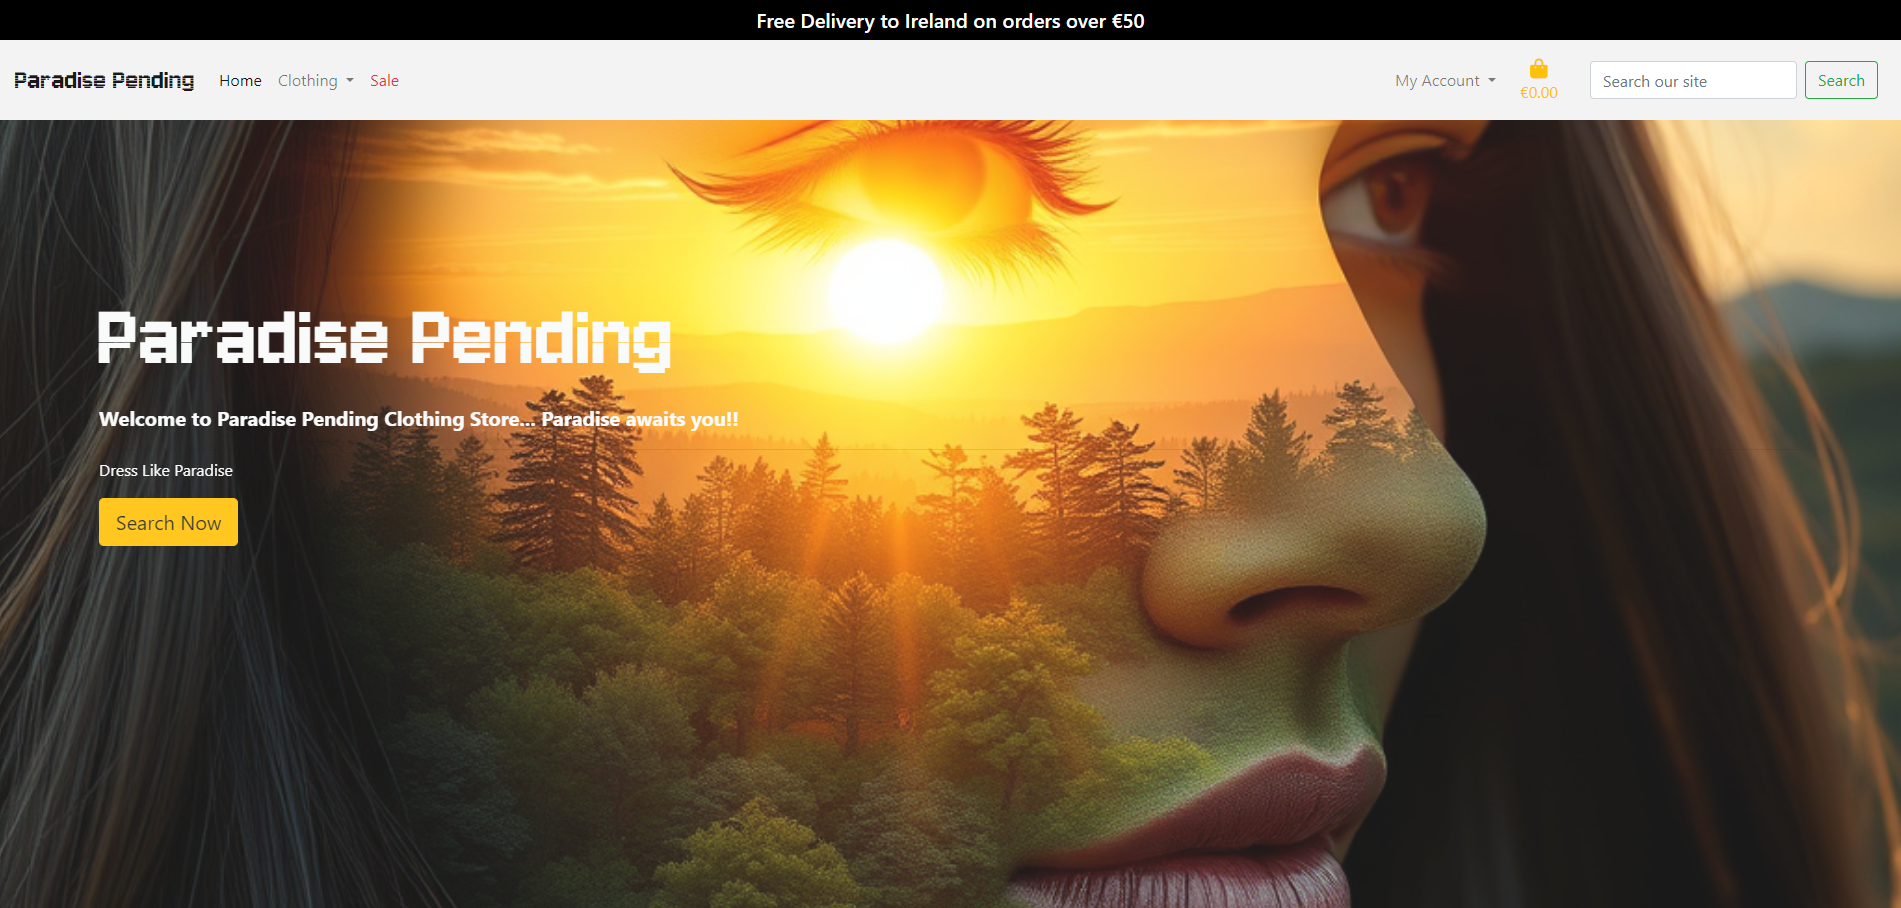 Free Delivery to Ireland on orders over €50
Paradise Pending Home Clothing Sale My Account €0.00 Search our site Search
Paradise Pending
Welcome to Paradise Pending Clothing Store... Paradise awaits you!!
Dress Like Paradise
Search Now